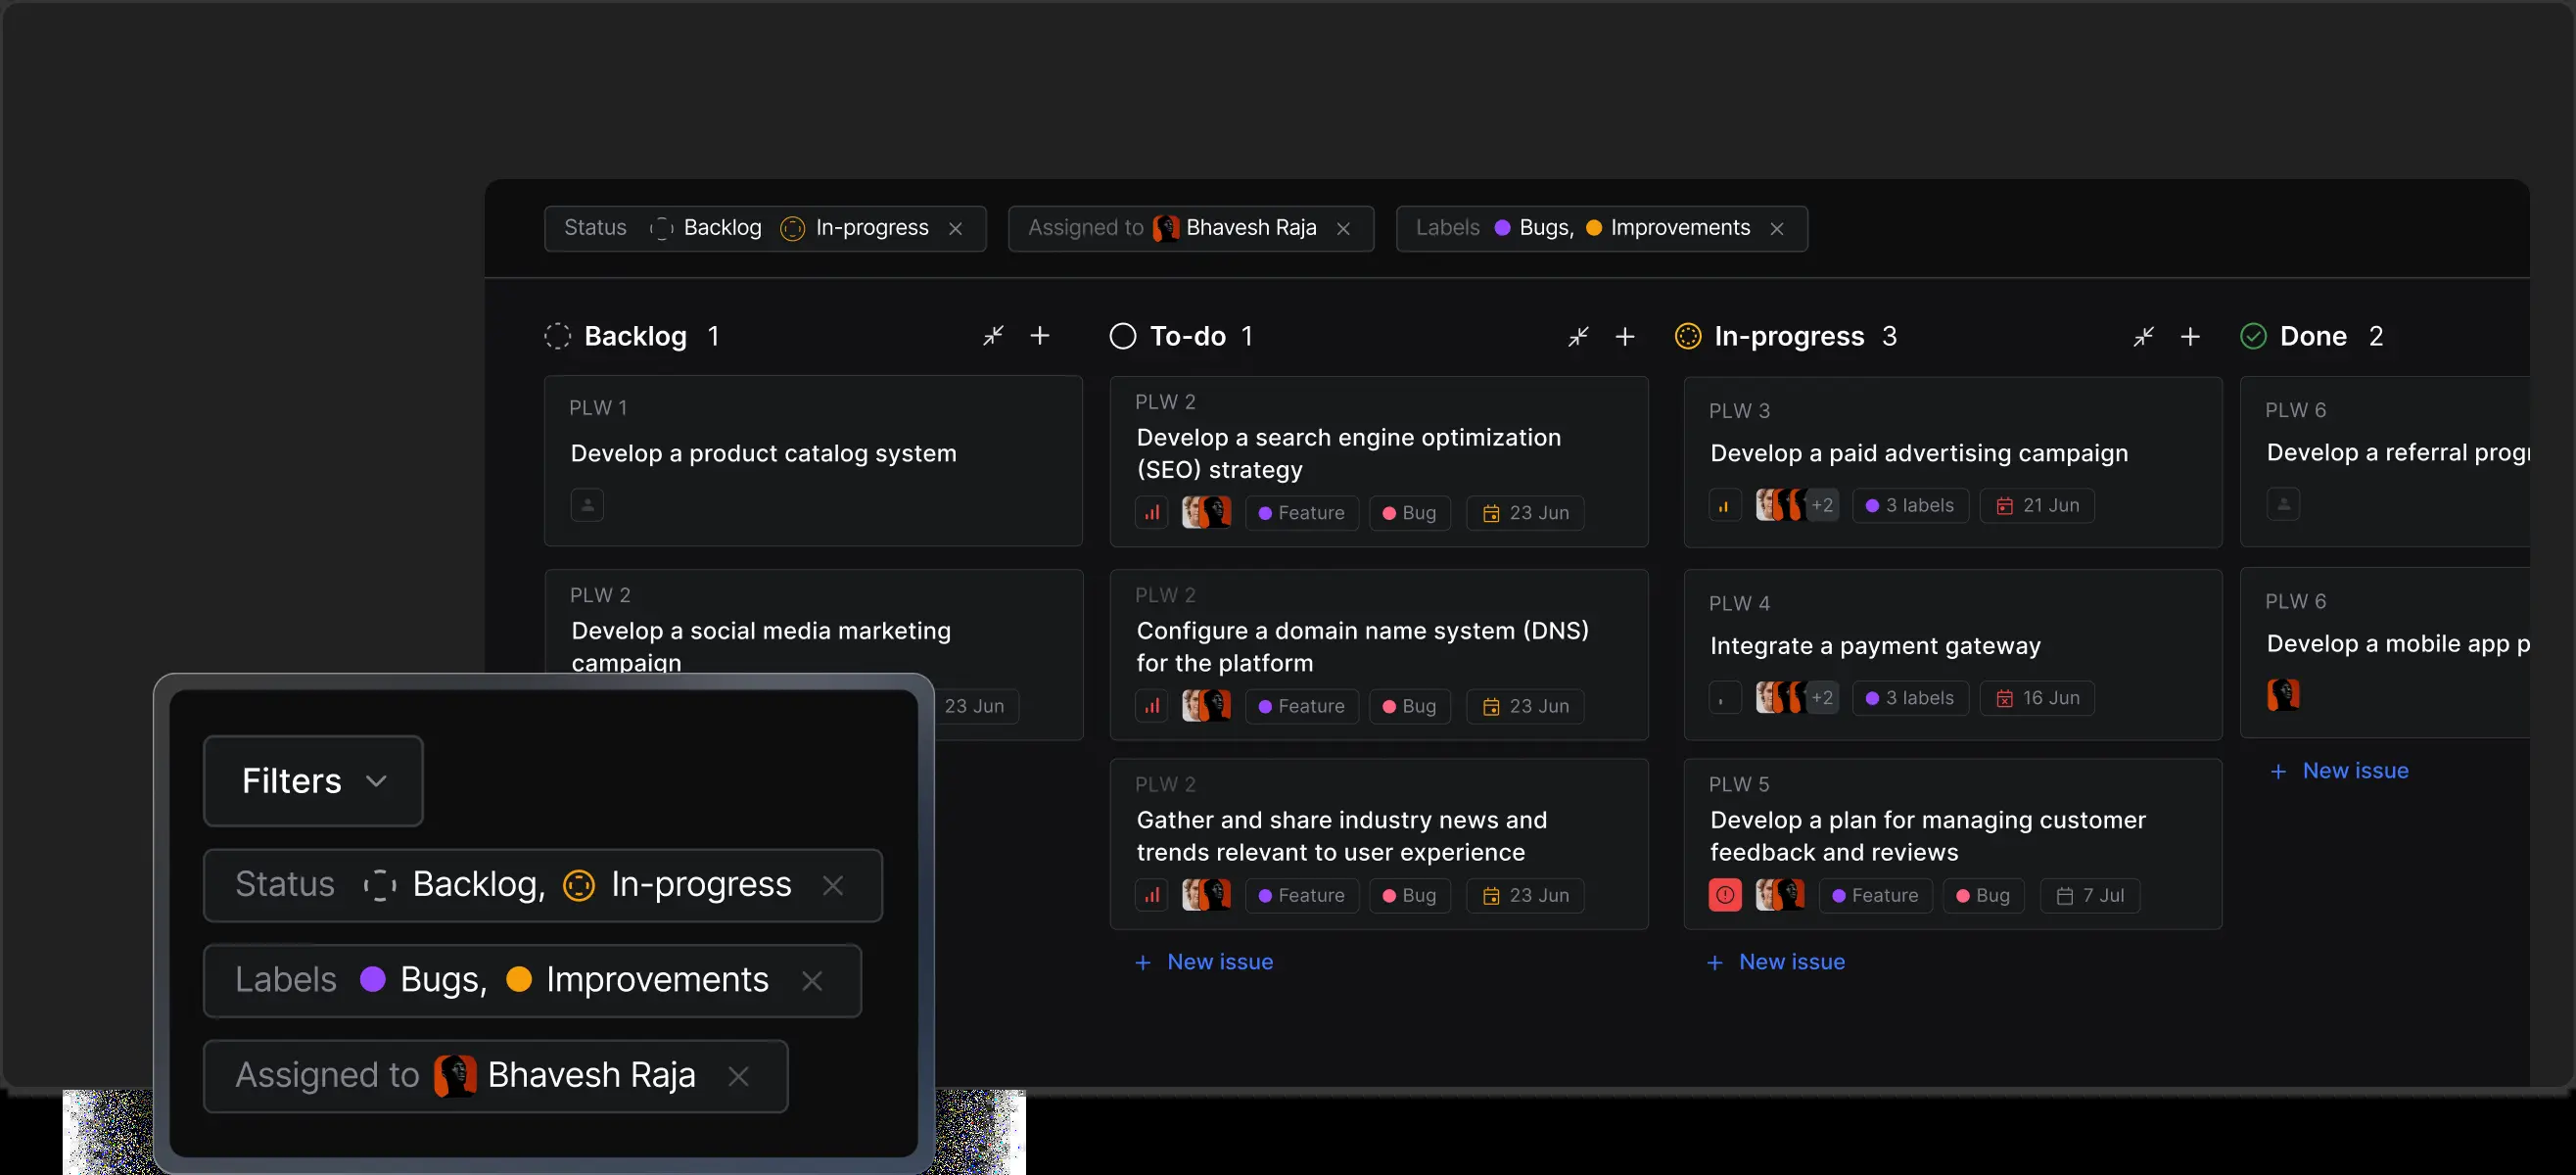 Status Backlog In-progress
Assigned to Bhavesh Raja
Labels Bugs, Improvements
Backlog 1
PLW 1
Develop a product catalog system
PLW 2
Develop a social media marketing
campaign
23 Jun
To-do 1
PLW 2
Develop a search engine optimization
(SEO) strategy
Feature Bug 23 Jun
PLW 2
Configure a domain name system (DNS)
for the platform
Feature Bug 23 Jun
PLW 2
Gather and share industry news and
trends relevant to user experience
Feature Bug 23 Jun
+ New issue
In-progress 3
PLW 3
Develop a paid advertising campaign
+2 3 labels 21 Jun
PLW 4
Integrate a payment gateway
+2 3 labels 16 Jun
PLW 5
Develop a plan for managing customer
feedback and reviews
Feature Bug 7 Jul
+ New issue
Done 2
PLW 6
Develop a referral progr
PLW 6
Develop a mobile app p
+ New issue
Filters
Status Backlog, In-progress
Labels Bugs, Improvements
Assigned to Bhavesh Raja